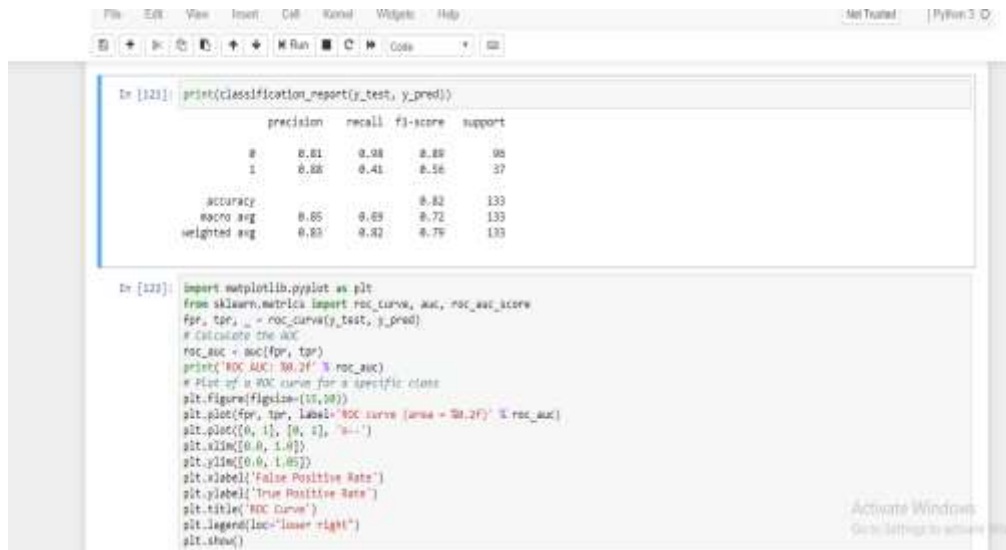 File Edit View Insert Cell Kernel Widgets Help Not Trusted Python 3 O
Run C Code
In [121]: print(classification_report(y_test, y_pred))
precision recall f1-score support
0 0.81 0.98 0.89 96
1 0.88 0.41 0.56 37
accuracy 0.82 133
macro avg 0.85 0.69 0.72 133
weighted avg 0.83 0.82 0.79 133
In [122]: import matplotlib.pyplot as plt
from sklearn.metrics import roc_curve, auc, roc_auc_score
fpr, tpr, _ = roc_curve(y_test, y_pred)
# Calculate the AUC
roc_auc = auc(fpr, tpr)
print('ROC AUC: %0.2f' % roc_auc)
# Plot of a ROC curve for a specific class
plt.figure(figsize=(15,10))
plt.plot(fpr, tpr, label='ROC curve (area = %0.2f)' % roc_auc)
plt.plot([0, 1], [0, 1], 'k--')
plt.xlim([0.0, 1.0])
plt.ylim([0.0, 1.05])
plt.xlabel('False Positive Rate')
plt.ylabel('True Positive Rate')
plt.title('ROC Curve')
plt.legend(loc="lower right")
plt.show()
Activate Windows
Go to Settings to activate